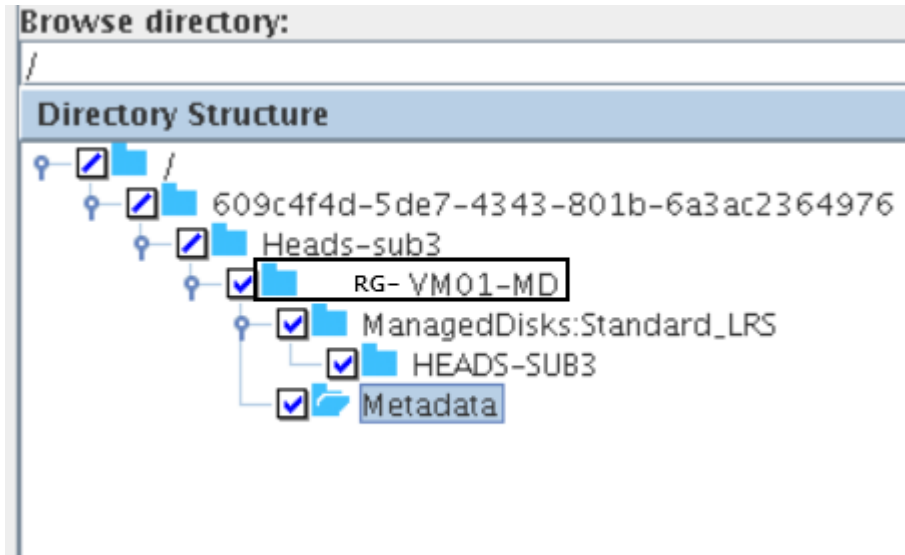 Browse directory:
/
Directory Structure
/
609c4f4d-5de7-4343-801b-6a3ac2364976
Heads-sub3
RG- VM01-MD
ManagedDisks:Standard_LRS
HEADS-SUB3
Metadata